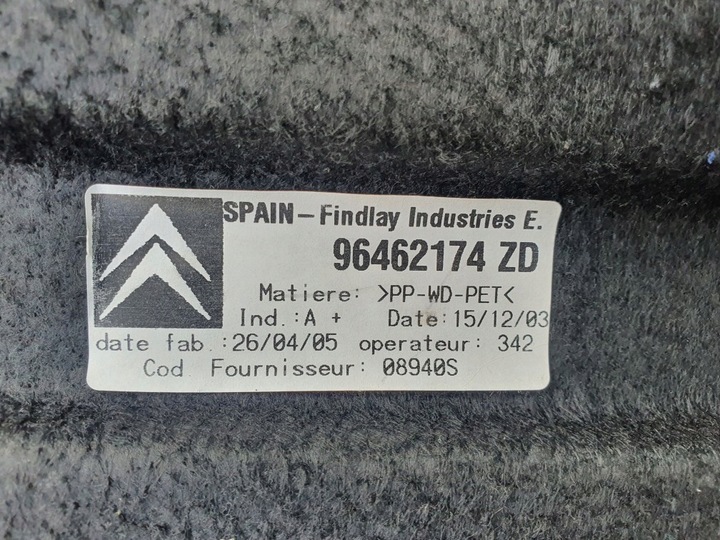 SPAIN-Findlay Industries E.
96462174 ZD
Matiere: >PP-WD-PET<
Ind.:A + Date:15/12/03
date fab.:26/04/05 operateur: 342
Cod Fournisseur: 08940S